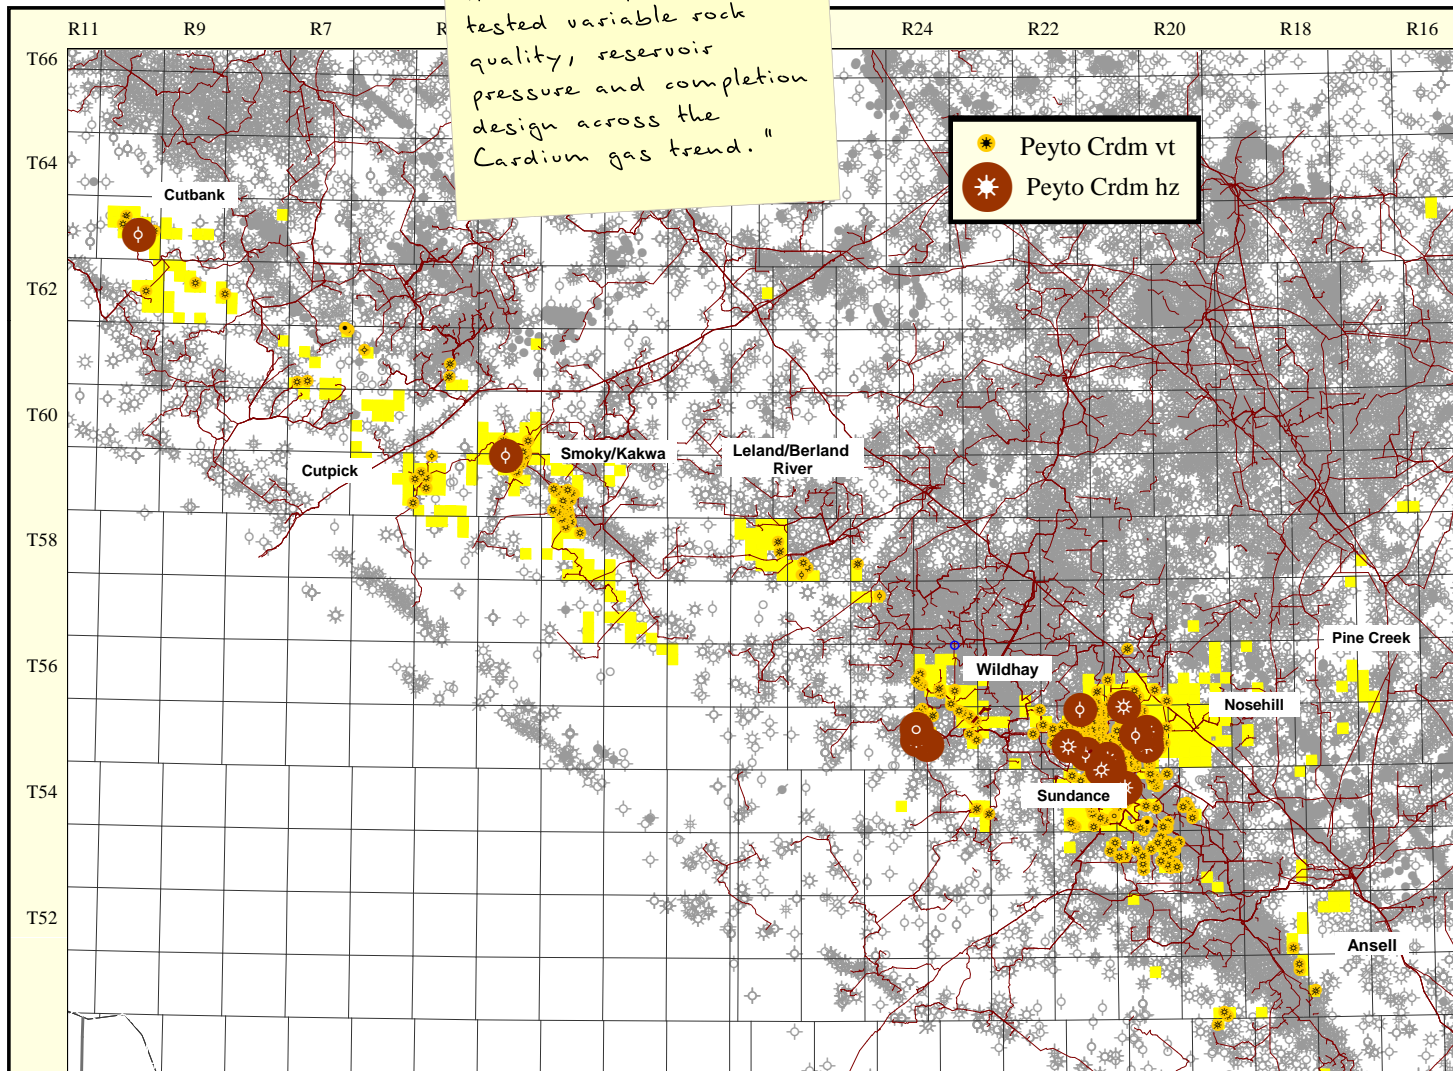 R11 R9 R7 R24 R22 R20 R18 R16
tested variable rock
quality, reservoir
pressure and completion
design across the
Cardium gas trend."
T66
T64
T62
T60
T58
T56
T54
T52
Peyto Crdm vt
Peyto Crdm hz
Cutbank
Cutpick
Smoky/Kakwa
Leland/Berland
River
Wildhay
Pine Creek
Nosehill
Sundance
Ansell